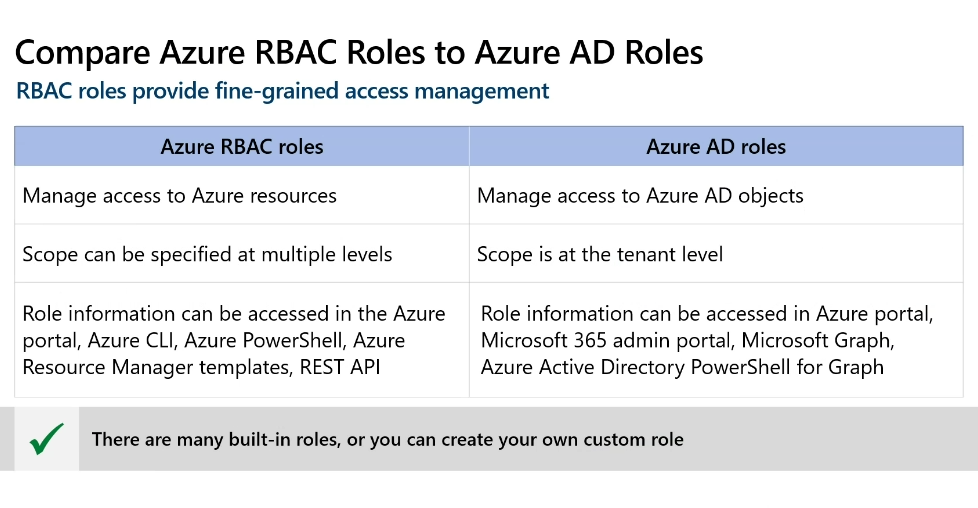 Compare Azure RBAC Roles to Azure AD Roles
RBAC roles provide fine-grained access management
Azure RBAC roles
Azure AD roles
Manage access to Azure resources
Manage access to Azure AD objects
Scope can be specified at multiple levels
Scope is at the tenant level
Role information can be accessed in the Azure
portal, Azure CLI, Azure PowerShell, Azure
Resource Manager templates, REST API
Role information can be accessed in Azure portal,
Microsoft 365 admin portal, Microsoft Graph,
Azure Active Directory PowerShell for Graph
There are many built-in roles, or you can create your own custom role